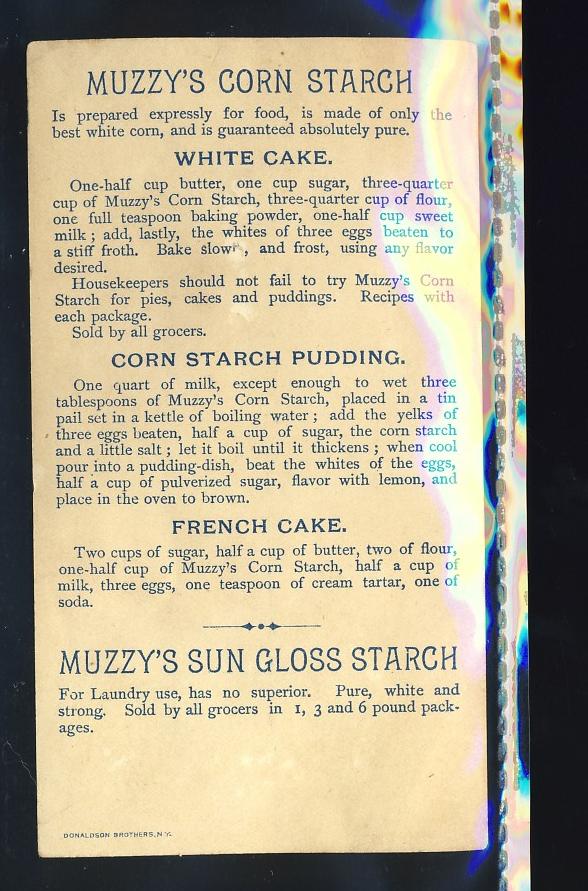 MUZZY'S CORN STARCH
Is prepared expressly for food, is made of only the
best white corn, and is guaranteed absolutely pure.
WHITE CAKE.
One-half cup butter, one cup sugar, three-quarter
cup of Muzzy's Corn Starch, three-quarter cup of flour,
one full teaspoon baking powder, one-half cup sweet
milk ; add, lastly, the whites of three eggs beaten to
a stiff froth. Bake , and frost, using any flavor
desired.
Housekeepers should not fail to try Muzzy's Corn
Starch for pies, cakes and puddings. Recipes with
each package.
Sold by all grocers.
CORN STARCH PUDDING.
One quart of milk, except enough to wet three
tablespoons of Muzzy's Corn Starch, placed in a tin
pail set in a kettle of boiling water ; add the yelks of
three eggs beaten, half a cup of sugar, the corn starch
and a little salt ; let it boil until it thickens ; when cool
pour into a pudding-dish, beat the whites of the eggs,
half a cup of pulverized sugar, flavor with lemon, and
place in the oven to brown.
FRENCH CAKE.
Two cups of sugar, half a cup of butter, two of flour,
one-half cup of Muzzy's Corn Starch, half a cup of
milk, three eggs, one teaspoon of cream tartar, one of
soda.
MUZZY'S SUN GLOSS STARCH
For Laundry use, has no superior. Pure, white and
strong. Sold by all grocers in 1, 3 and 6 pound pack-
ages.
DONALDSON BROTHERS, N.Y.